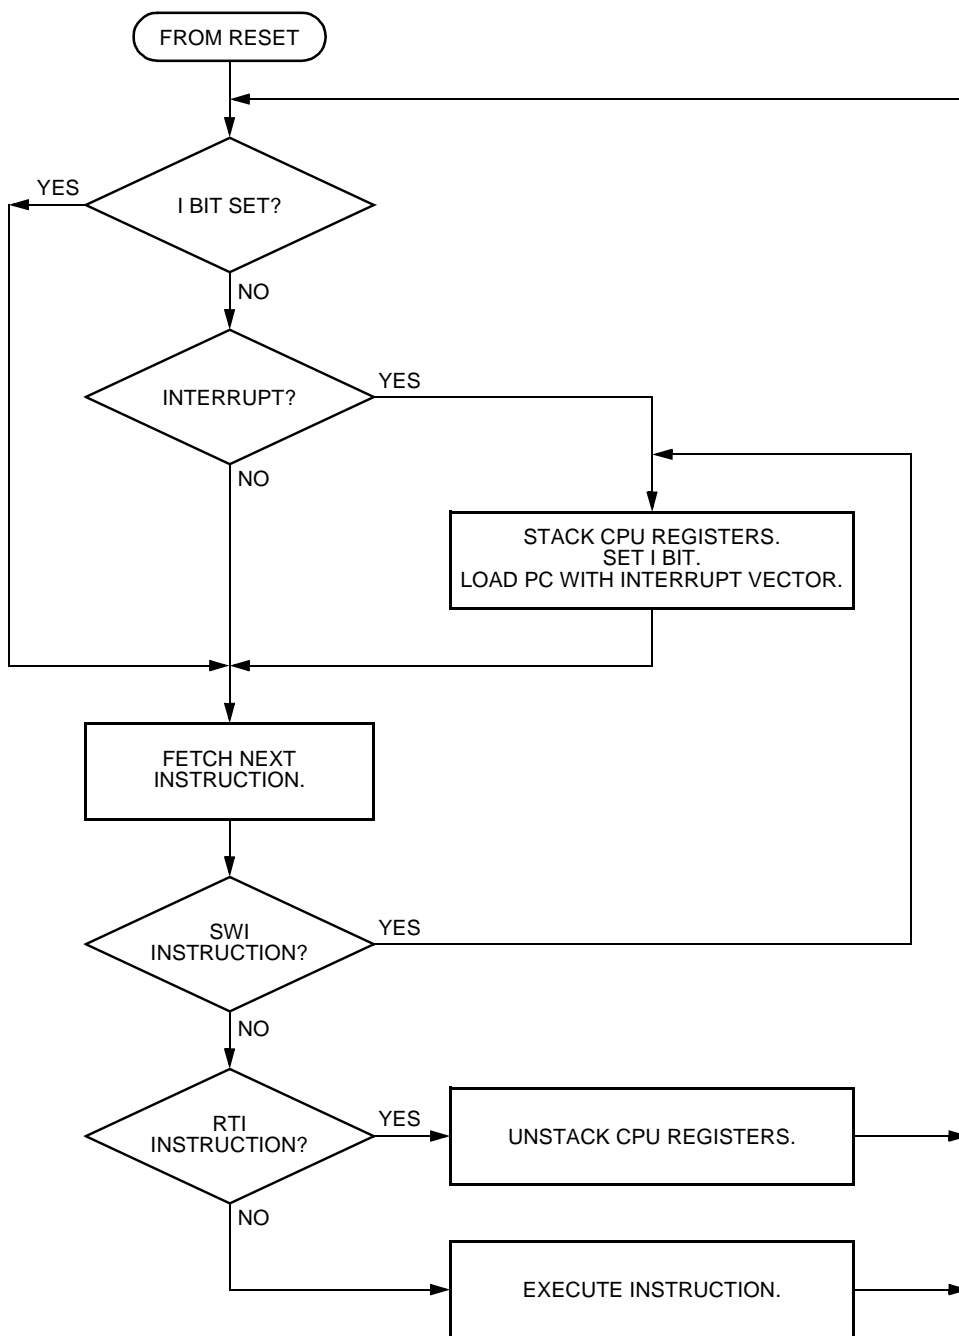 FROM RESET
YES
I BIT SET?
NO
INTERRUPT?
YES
NO
STACK CPU REGISTERS.
SET I BIT.
LOAD PC WITH INTERRUPT VECTOR.
FETCH NEXT
INSTRUCTION.
SWI
INSTRUCTION?
YES
NO
RTI
INSTRUCTION?
YES
UNSTACK CPU REGISTERS.
NO
EXECUTE INSTRUCTION.